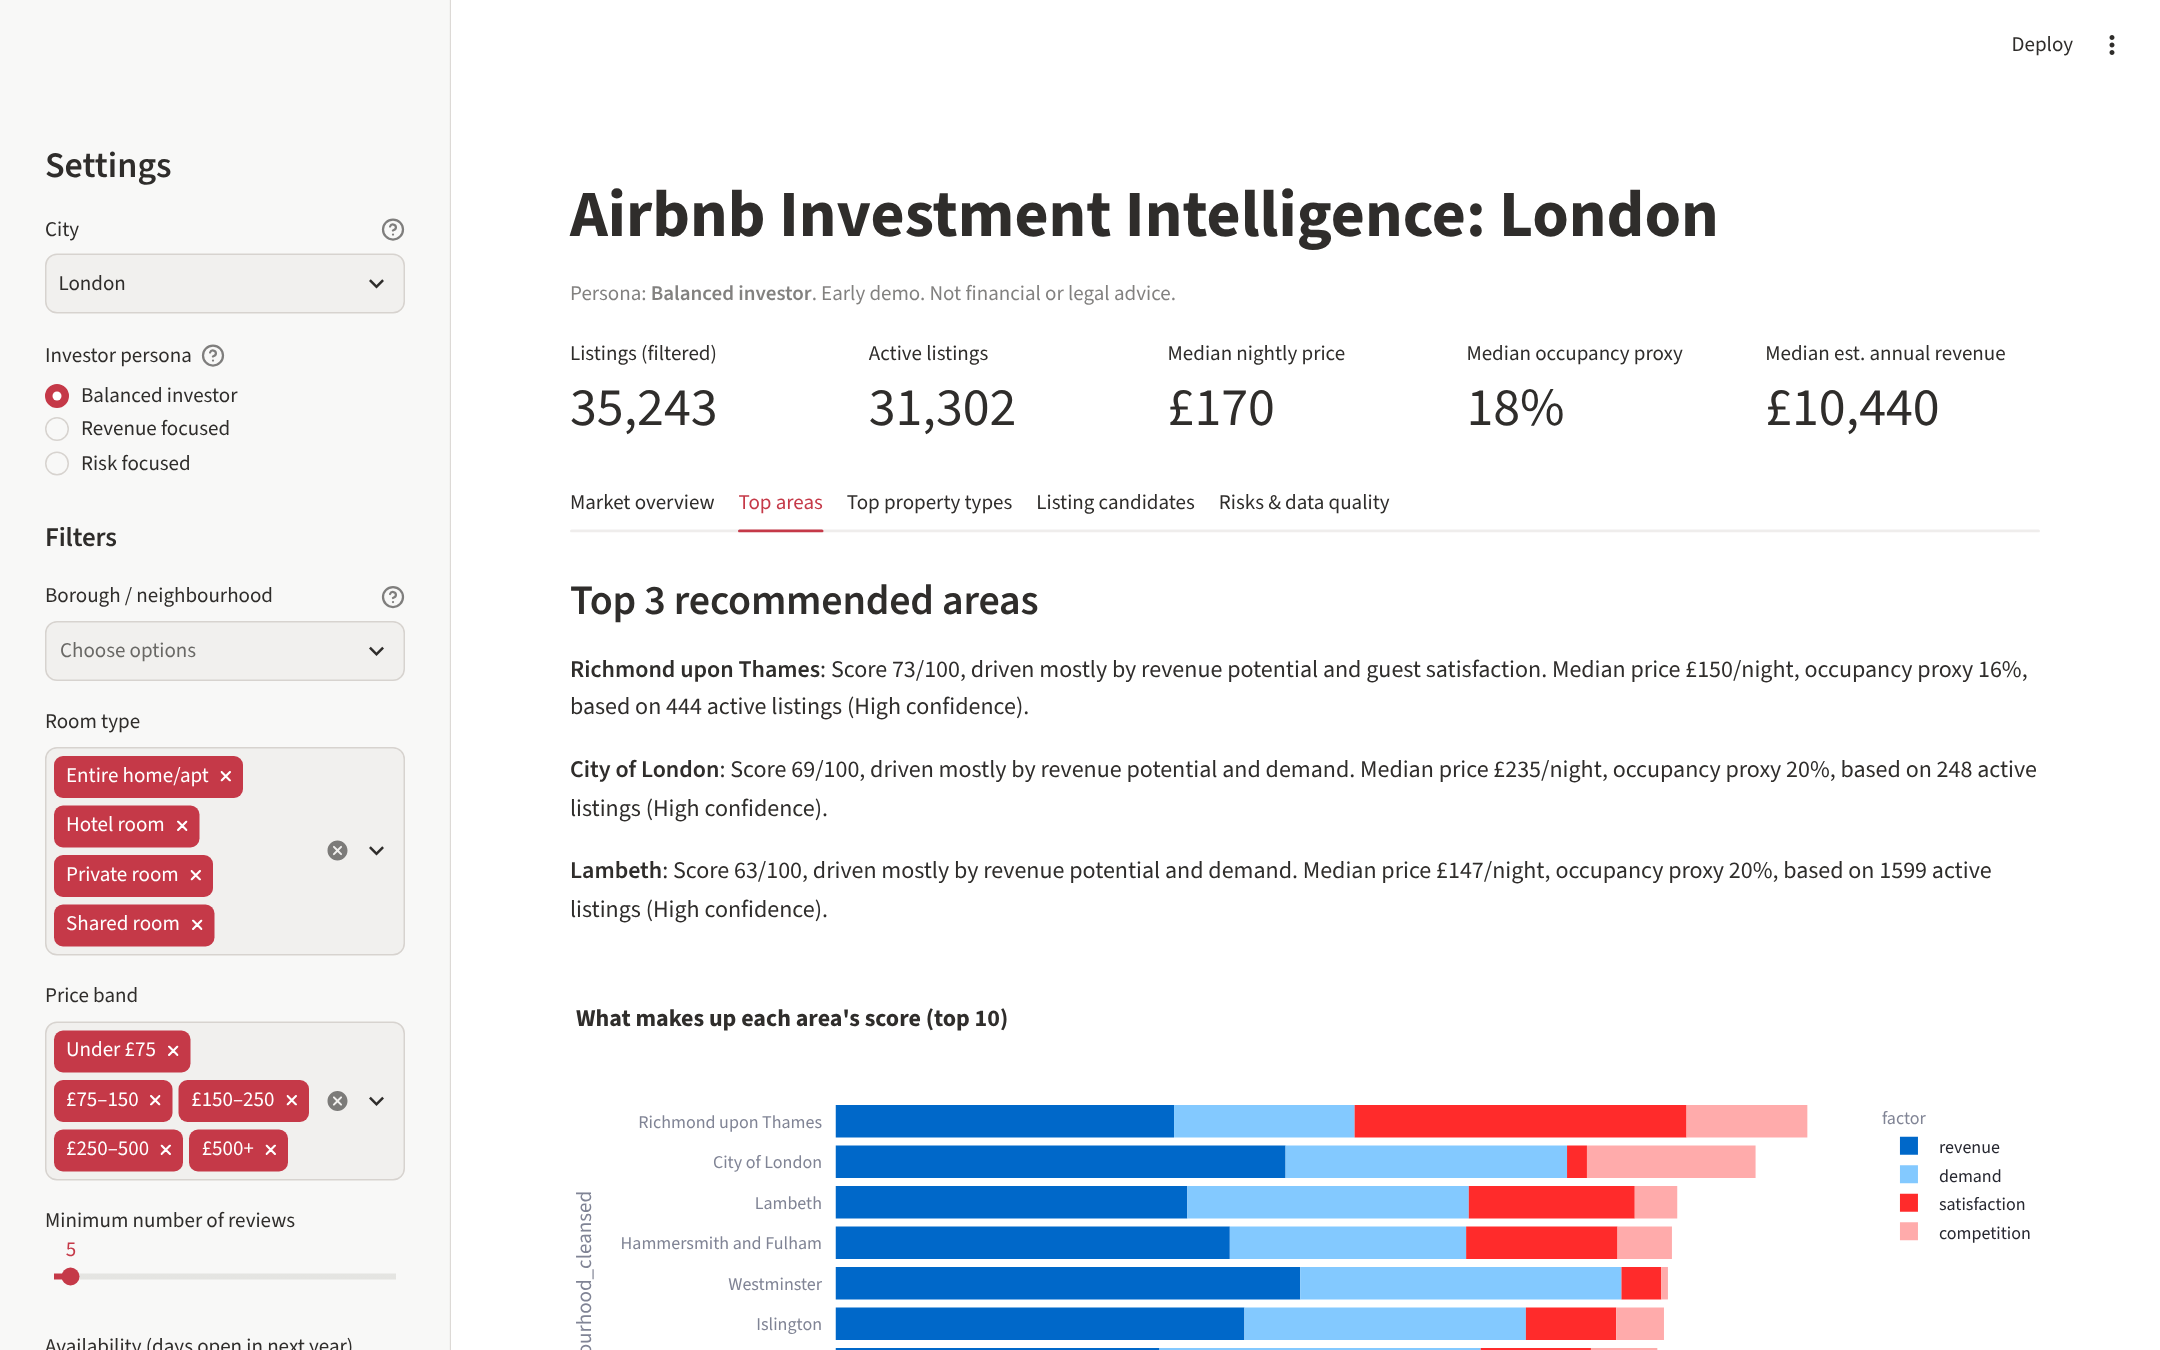 Deploy
Settings
City
London
Investor persona
Balanced investor
Revenue focused
Risk focused
Filters
Borough / neighbourhood
Choose options
Room type
Entire home/apt
Hotel room
Private room
Shared room
Price band
Under £75
£75–150 £150–250
£250–500 £500+
Minimum number of reviews
5
Availability (days open in next year)
Airbnb Investment Intelligence: London
Persona: Balanced investor. Early demo. Not financial or legal advice.
Listings (filtered)
35,243
Active listings
31,302
Median nightly price
£170
Median occupancy proxy
18%
Median est. annual revenue
£10,440
Market overview Top areas Top property types Listing candidates Risks & data quality
Top 3 recommended areas
Richmond upon Thames: Score 73/100, driven mostly by revenue potential and guest satisfaction. Median price £150/night, occupancy proxy 16%,
based on 444 active listings (High confidence).
City of London: Score 69/100, driven mostly by revenue potential and demand. Median price £235/night, occupancy proxy 20%, based on 248 active
listings (High confidence).
Lambeth: Score 63/100, driven mostly by revenue potential and demand. Median price £147/night, occupancy proxy 20%, based on 1599 active
listings (High confidence).
What makes up each area's score (top 10)
Richmond upon Thames
City of London
Lambeth
Hammersmith and Fulham
Westminster
Islington
factor
revenue
demand
satisfaction
competition